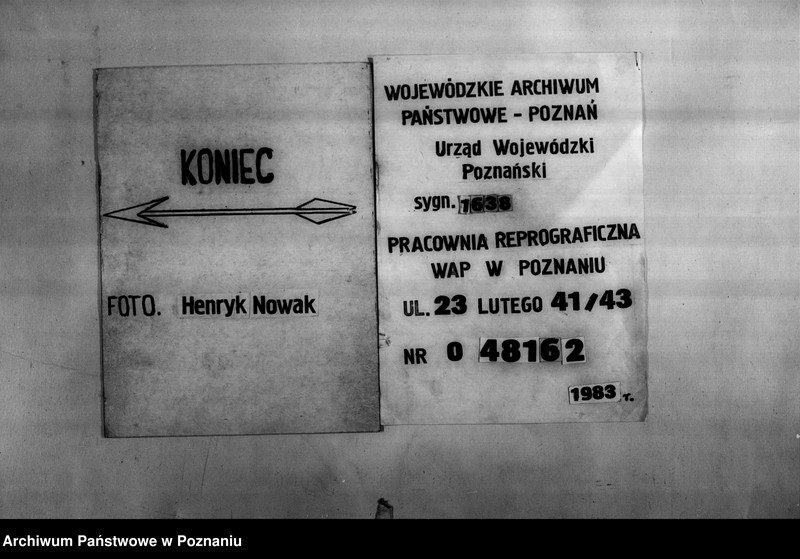 KONIEC
FOTO. Henryk Nowak
WOJEWÓDZKIE ARCHIWUM
PAŃSTWOWE - POZNAŃ
Urząd Wojewódzki
Poznański
sygn. 1638
PRACOWNIA REPROGRAFICZNA
WAP W POZNANIU
UL. 23 LUTEGO 41/43
NR 0 48162
1983 r.
Archiwum Państwowe w Poznaniu